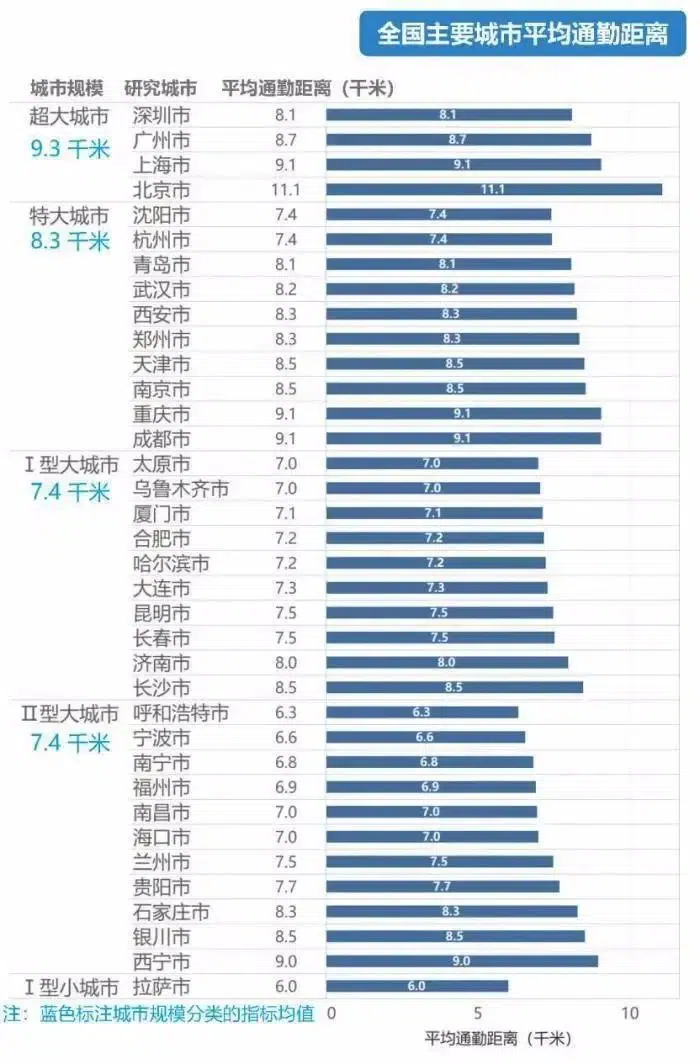 全国主要城市平均通勤距离
城市规模 研究城市 平均通勤距离（千米）
超大城市 深圳市 8.1 8.1
9.3 千米 广州市 8.7 8.7
上海市 9.1 9.1
北京市 11.1 11.1
特大城市 沈阳市 7.4 7.4
8.3 千米 杭州市 7.4 7.4
青岛市 8.1 8.1
武汉市 8.2 8.2
西安市 8.3 8.3
郑州市 8.3 8.3
天津市 8.5 8.5
南京市 8.5 8.5
重庆市 9.1 9.1
成都市 9.1 9.1
Ⅰ型大城市 太原市 7.0 7.0
7.4 千米 乌鲁木齐市 7.0 7.0
厦门市 7.1 7.1
合肥市 7.2 7.2
哈尔滨市 7.2 7.2
大连市 7.3 7.3
昆明市 7.5 7.5
长春市 7.5 7.5
济南市 8.0 8.0
长沙市 8.5 8.5
Ⅱ型大城市 呼和浩特市 6.3 6.3
7.4 千米 宁波市 6.6 6.6
南宁市 6.8 6.8
福州市 6.9 6.9
南昌市 7.0 7.0
海口市 7.0 7.0
兰州市 7.5 7.5
贵阳市 7.7 7.7
石家庄市 8.3 8.3
银川市 8.5 8.5
西宁市 9.0 9.0
Ⅰ型小城市 拉萨市 6.0 6.0
注：蓝色标注城市规模分类的指标均值 0 5 10
平均通勤距离（千米）